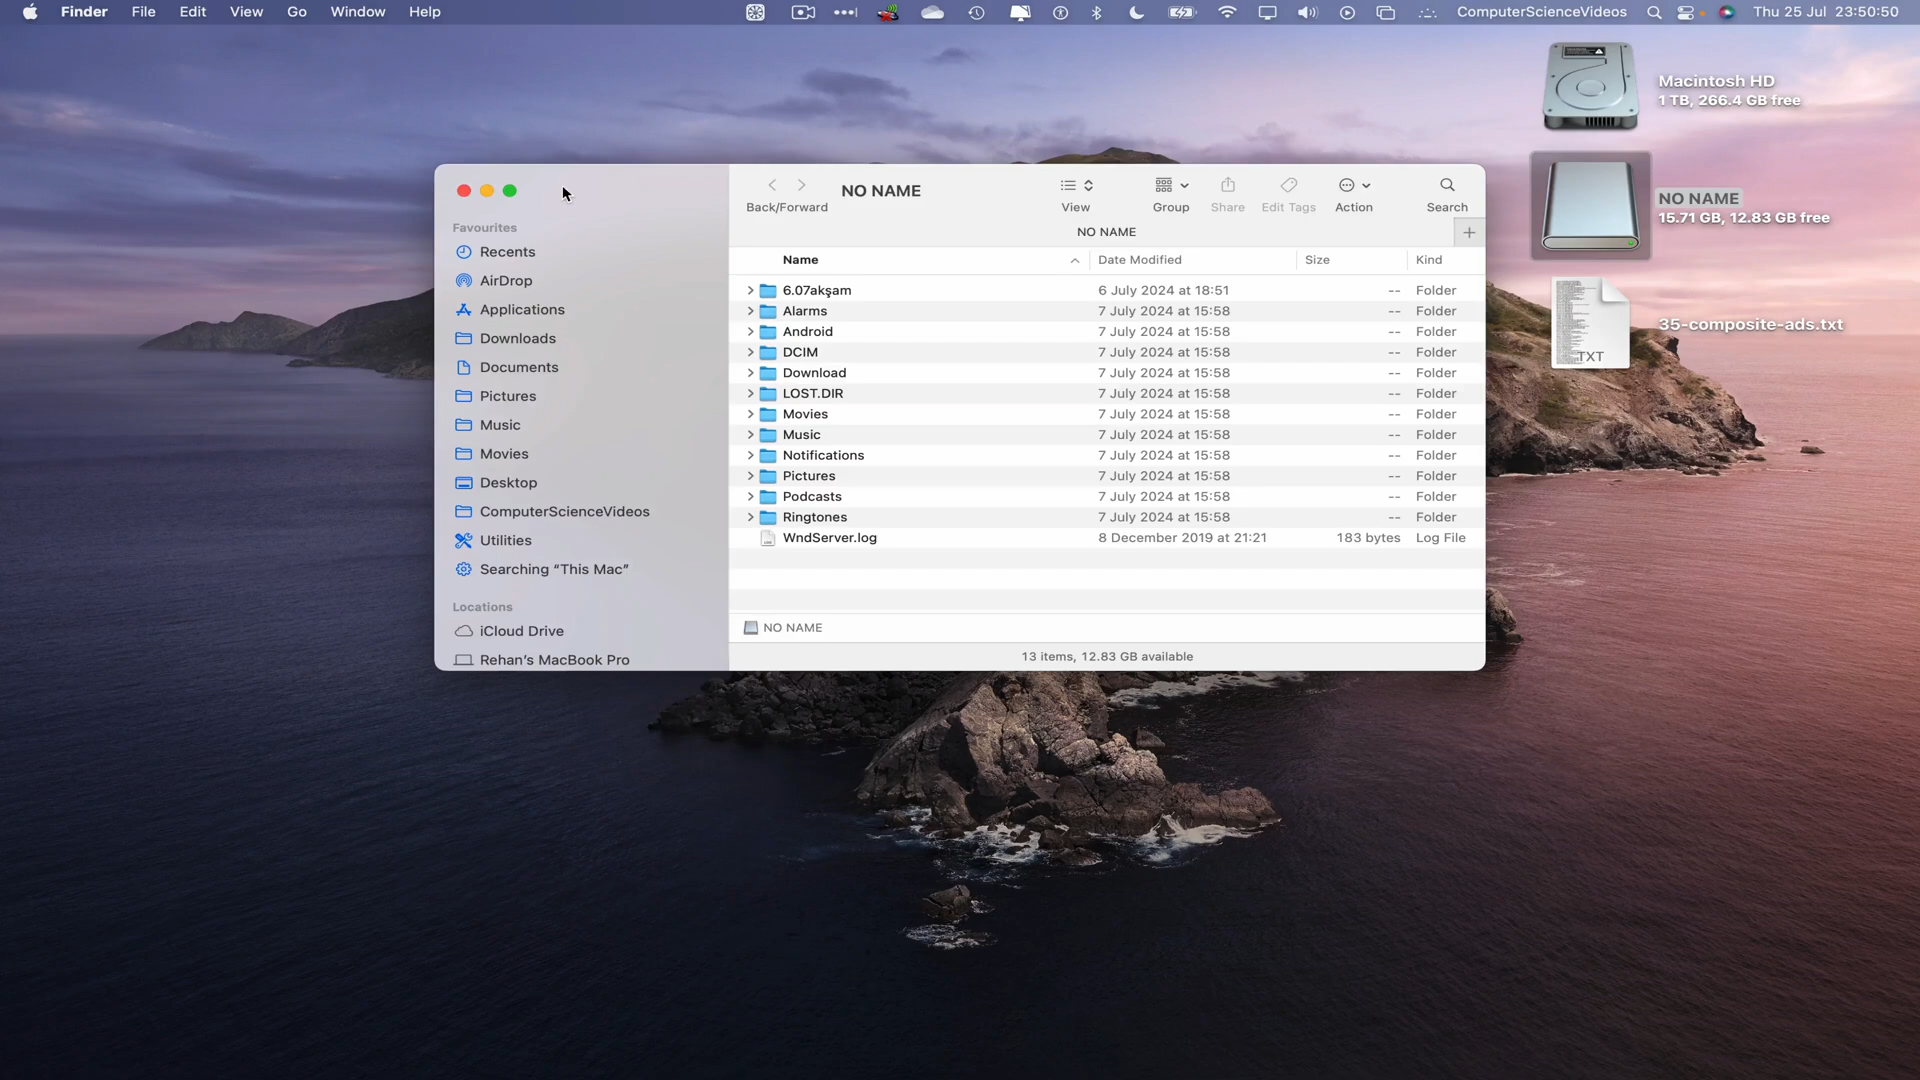 Finder File Edit View Go Window Help ComputerScienceVideos Thu 25 Jul 23:50:50
Macintosh HD
1 TB, 266.4 GB free
NO NAME
15.71 GB, 12.83 GB free
TXT
35-composite-ads.txt
NO NAME
Back/Forward View Group Share Edit Tags Action Search
NO NAME
Favourites
Recents
AirDrop
Applications
Downloads
Documents
Pictures
Music
Movies
Desktop
ComputerScienceVideos
Utilities
Searching “This Mac”
Locations
iCloud Drive
Rehan’s MacBook Pro
Name Date Modified Size Kind
6.07akşam 6 July 2024 at 18:51 -- Folder
Alarms 7 July 2024 at 15:58 -- Folder
Android 7 July 2024 at 15:58 -- Folder
DCIM 7 July 2024 at 15:58 -- Folder
Download 7 July 2024 at 15:58 -- Folder
LOST.DIR 7 July 2024 at 15:58 -- Folder
Movies 7 July 2024 at 15:58 -- Folder
Music 7 July 2024 at 15:58 -- Folder
Notifications 7 July 2024 at 15:58 -- Folder
Pictures 7 July 2024 at 15:58 -- Folder
Podcasts 7 July 2024 at 15:58 -- Folder
Ringtones 7 July 2024 at 15:58 -- Folder
WndServer.log 8 December 2019 at 21:21 183 bytes Log File
NO NAME
13 items, 12.83 GB available